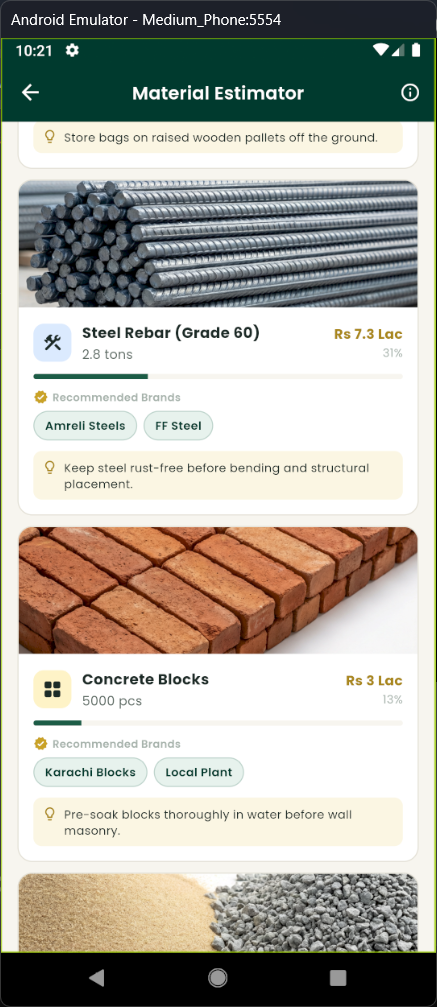 Android Emulator - Medium_Phone:5554
10:21
Material Estimator
Store bags on raised wooden pallets off the ground.
Steel Rebar (Grade 60)
Rs 7.3 Lac
2.8 tons
31%
Recommended Brands
Amreli Steels
FF Steel
Keep steel rust-free before bending and structural
placement.
Concrete Blocks
Rs 3 Lac
5000 pcs
13%
Recommended Brands
Karachi Blocks
Local Plant
Pre-soak blocks thoroughly in water before wall
masonry.